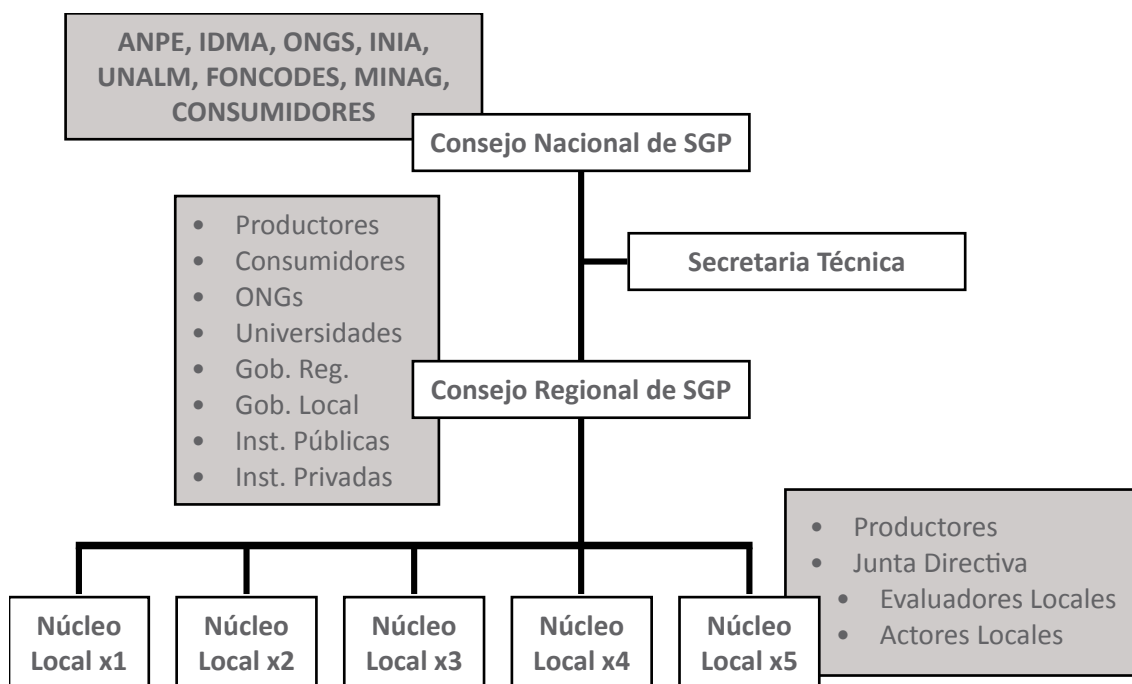 ANPE, IDMA, ONGS, INIA,
UNALM, FONCODES, MINAG,
CONSUMIDORES
Consejo Nacional de SGP
• Productores
• Consumidores
• ONGs
• Universidades
• Gob. Reg.
• Gob. Local
• Inst. Públicas
• Inst. Privadas
Secretaria Técnica
Consejo Regional de SGP
• Productores
• Junta Directiva
• Evaluadores Locales
• Actores Locales
Núcleo
Local x1
Núcleo
Local x2
Núcleo
Local x3
Núcleo
Local x4
Núcleo
Local x5